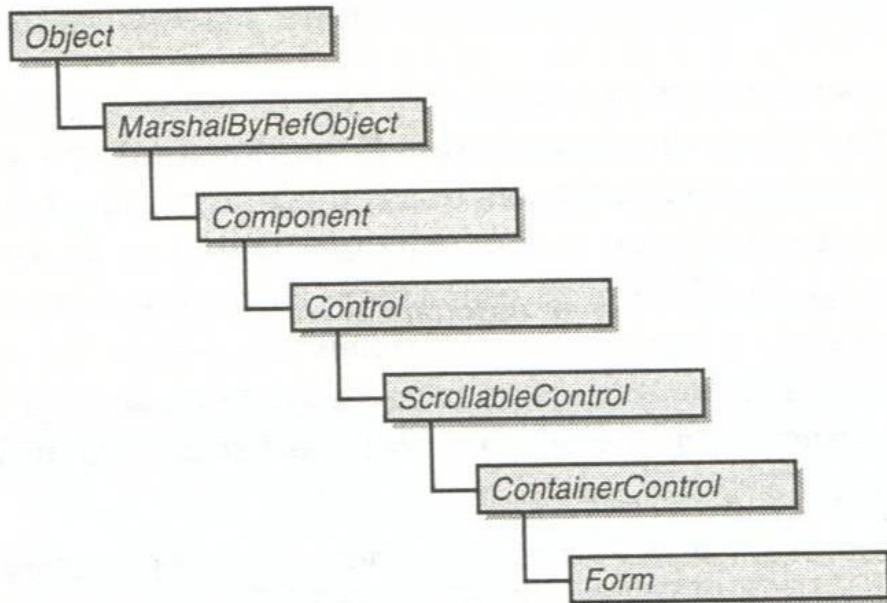 Object
MarshalByRefObject
Component
Control
ScrollableControl
ContainerControl
Form